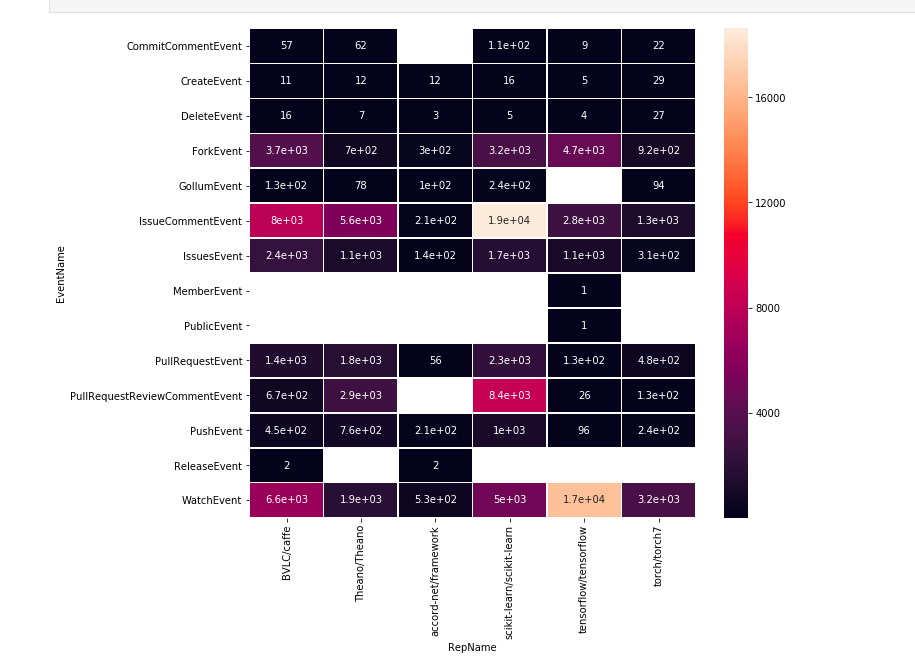 CommitCommentEvent 57 62 1.1e+02 9 22
CreateEvent 11 12 12 16 5 29
DeleteEvent 16 7 3 5 4 27
ForkEvent 3.7e+03 7e+02 3e+02 3.2e+03 4.7e+03 9.2e+02
GollumEvent 1.3e+02 78 1e+02 2.4e+02 94
IssueCommentEvent 8e+03 5.6e+03 2.1e+02 1.9e+04 2.8e+03 1.3e+03
IssuesEvent 2.4e+03 1.1e+03 1.4e+02 1.7e+03 1.1e+03 3.1e+02
MemberEvent 1
PublicEvent 1
PullRequestEvent 1.4e+03 1.8e+03 56 2.3e+03 1.3e+02 4.8e+02
PullRequestReviewCommentEvent 6.7e+02 2.9e+03 8.4e+03 26 1.3e+02
PushEvent 4.5e+02 7.6e+02 2.1e+02 1e+03 96 2.4e+02
ReleaseEvent 2 2
WatchEvent 6.6e+03 1.9e+03 5.3e+02 5e+03 1.7e+04 3.2e+03
EventName
BVLC/caffe
Theano/Theano
accord-net/framework
scikit-learn/scikit-learn
tensorflow/tensorflow
torch/torch7
RepName
16000
12000
8000
4000